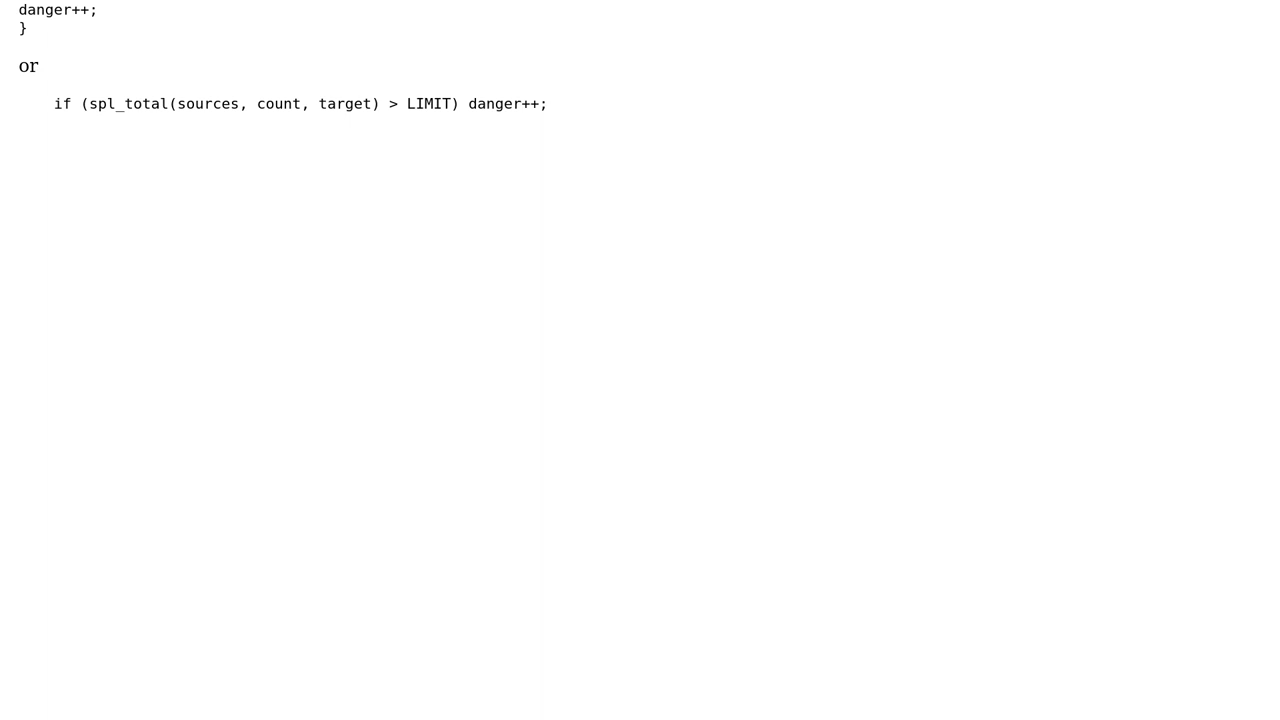 danger++;
}
or
if (spl_total(sources, count, target) > LIMIT) danger++;